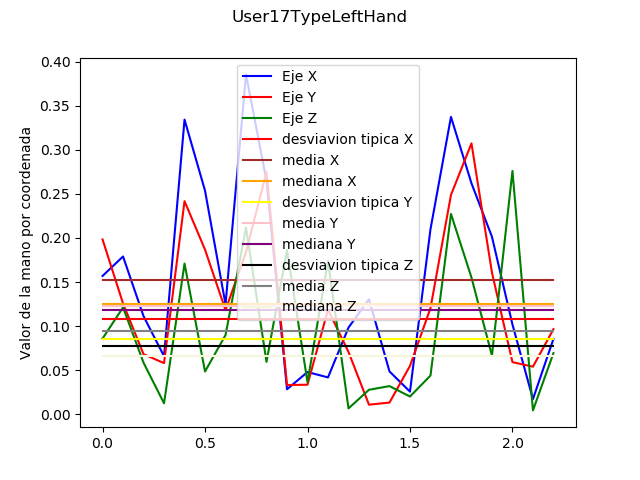 User17TypeLeftHand
Valor de la mano por coordenada
0.40
0.35
0.30
0.25
0.20
0.15
0.10
0.05
0.00
Eje X
Eje Y
Eje Z
desviavion tipica X
media X
mediana X
desviavion tipica Y
media Y
mediana Y
desviavion tipica Z
media Z
mediana Z
0.0 0.5 1.0 1.5 2.0